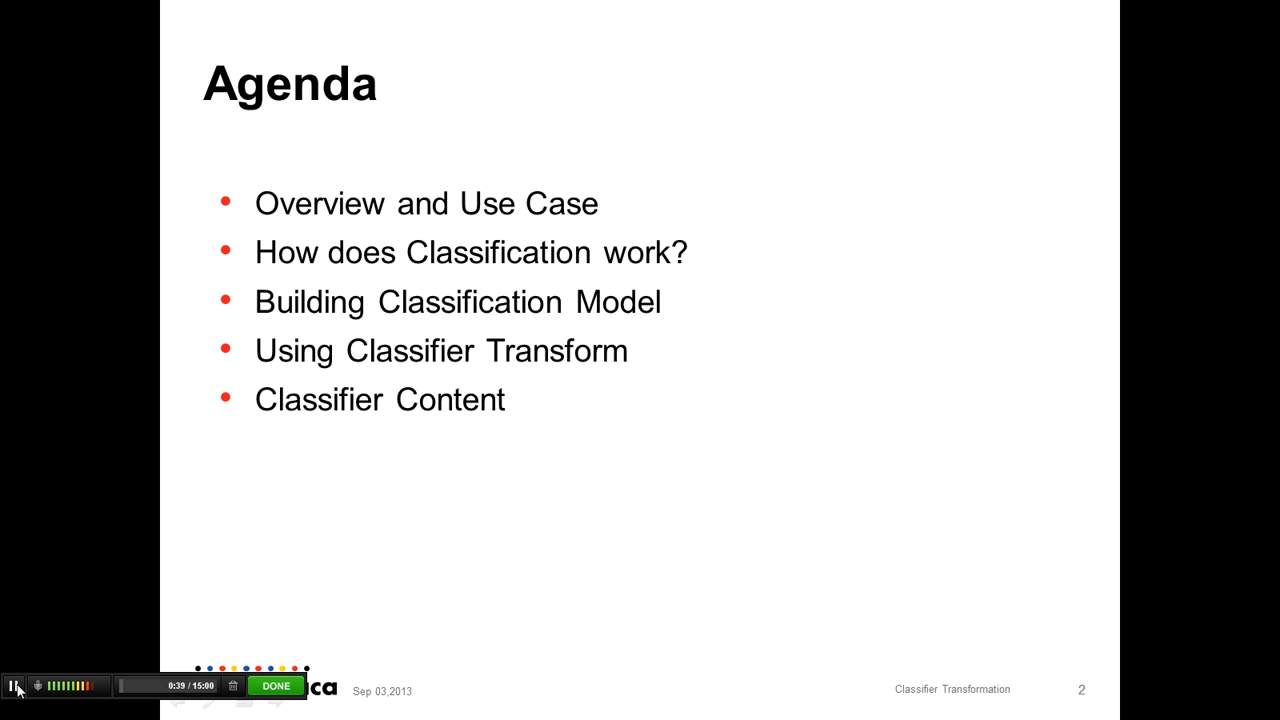 Agenda
• Overview and Use Case
• How does Classification work?
• Building Classification Model
• Using Classifier Transform
• Classifier Content
0:39 / 15:00
DONE
Sep 03,2013
Classifier Transformation
2